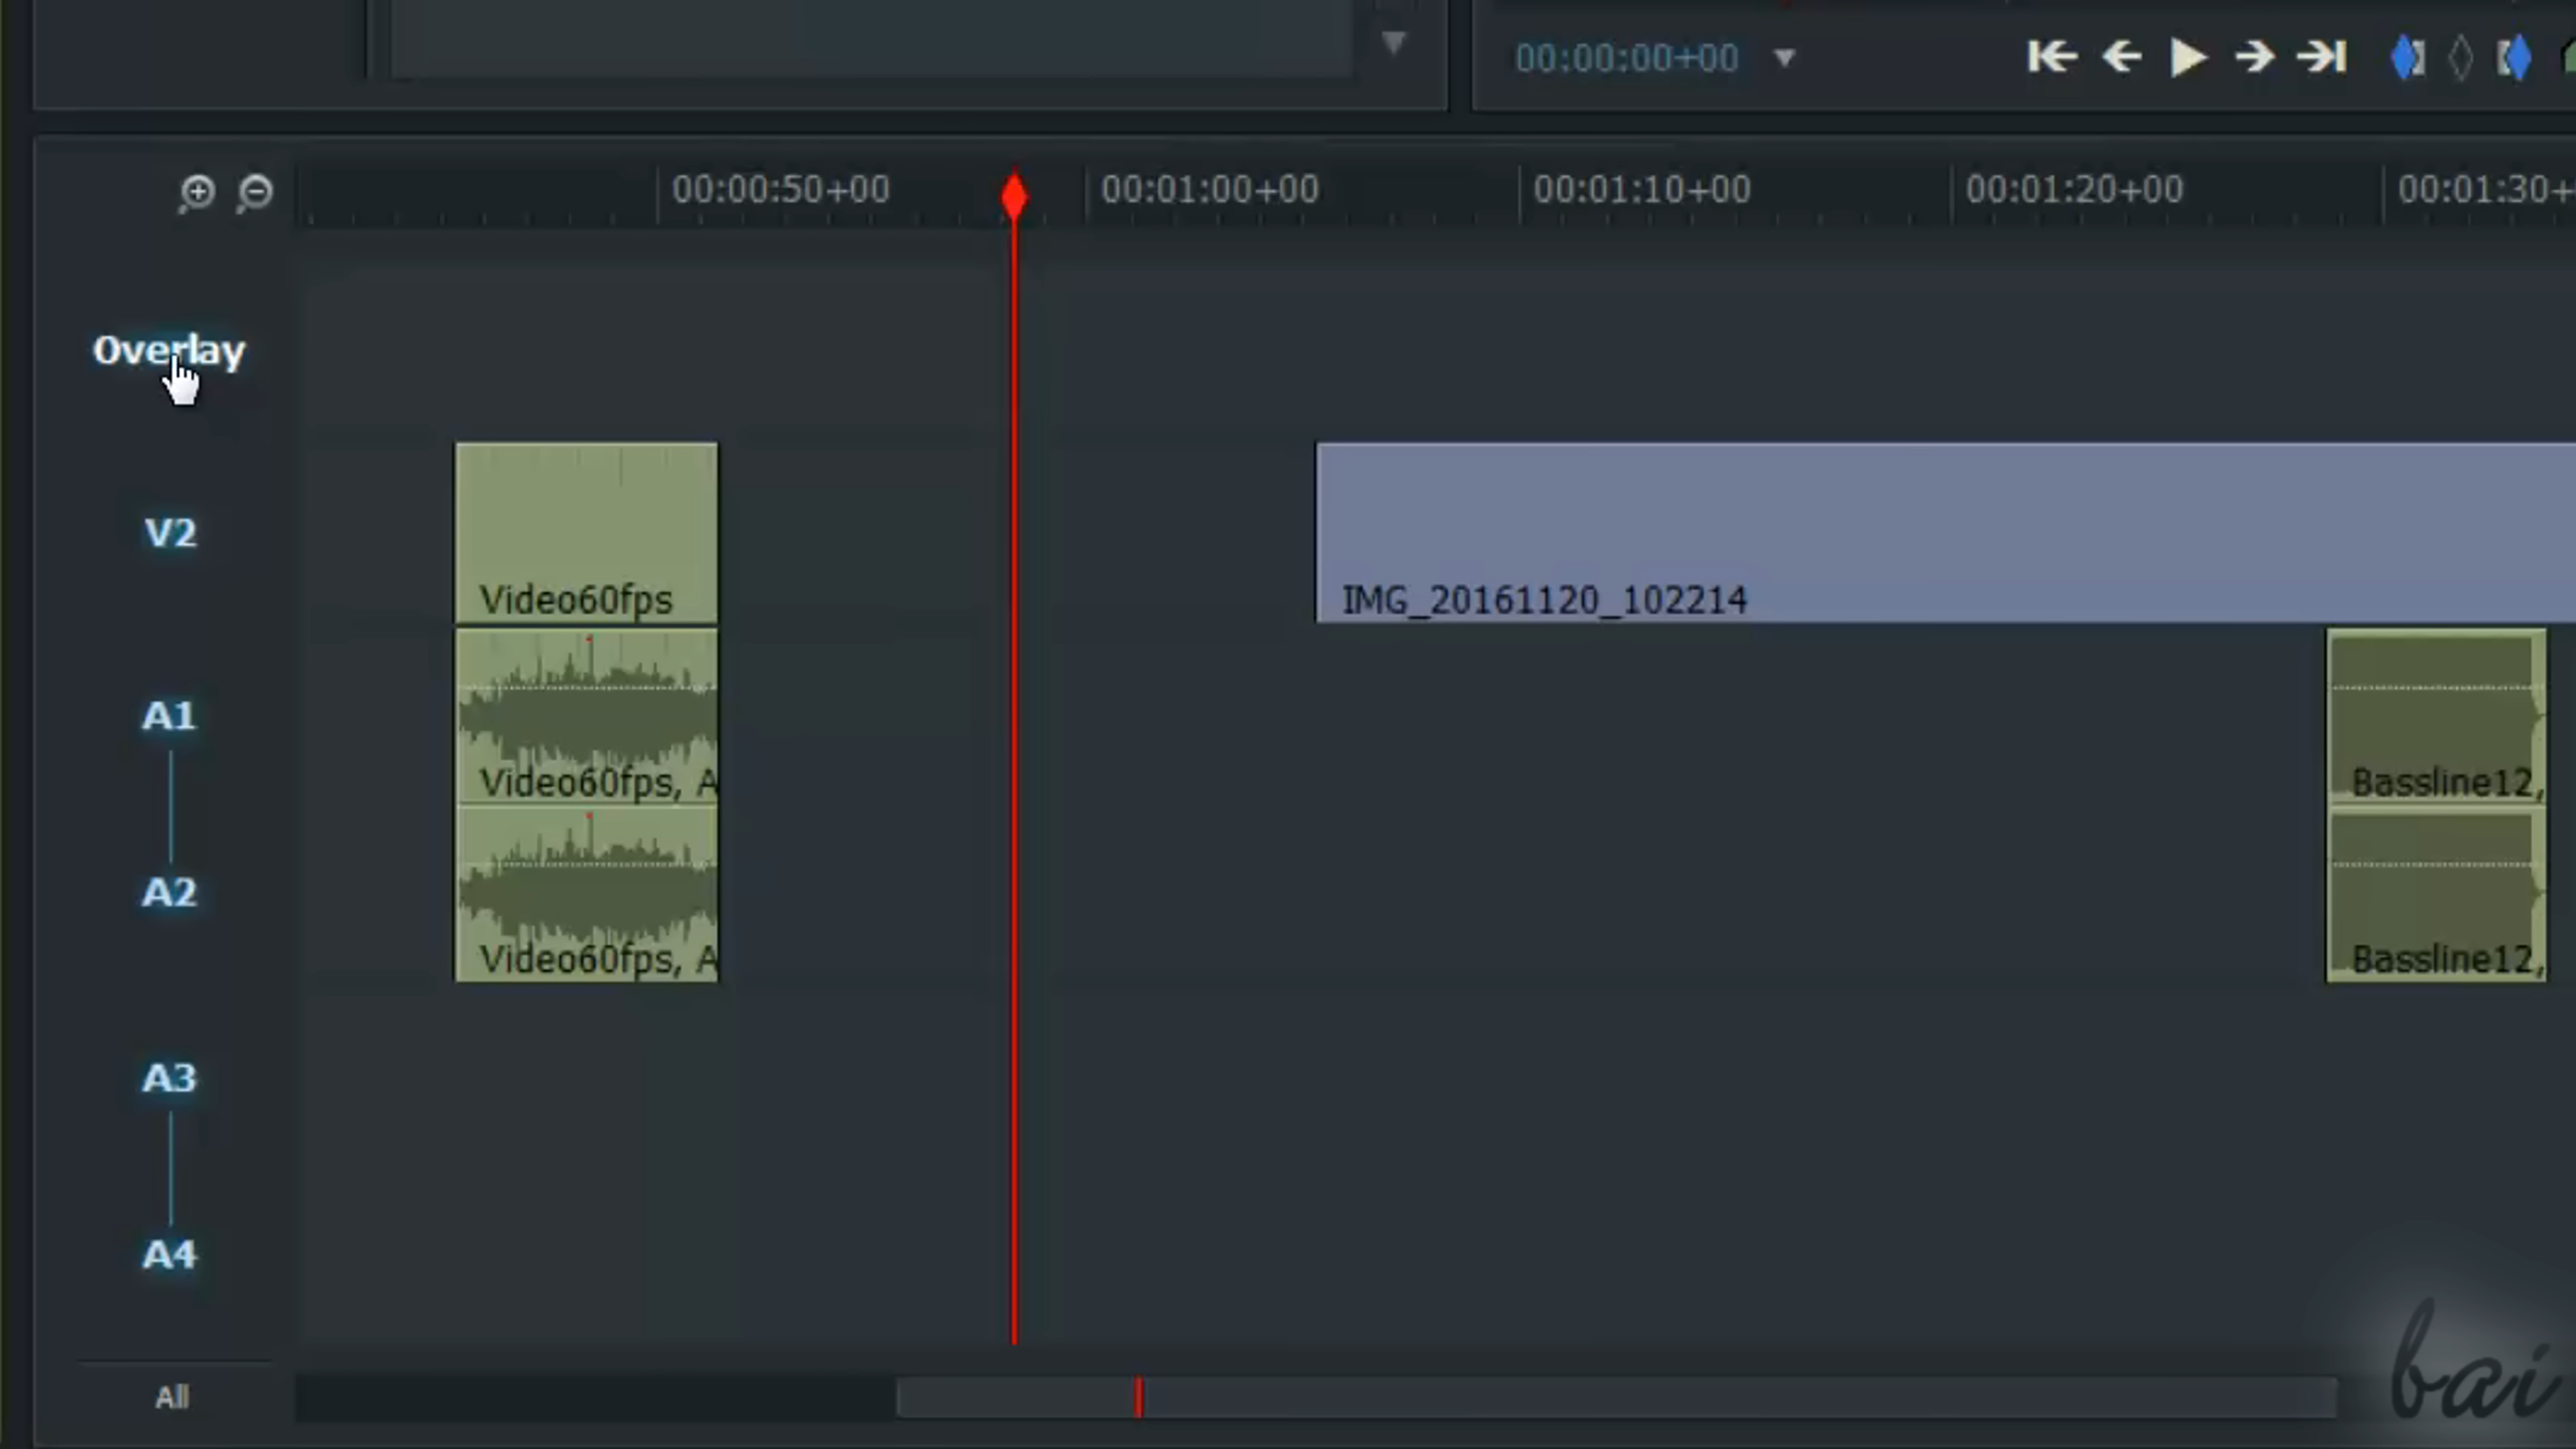 00:00:00+00
00:00:50+00 00:01:00+00 00:01:10+00 00:01:20+00 00:01:30+
Overlay
V2
Video60fps
IMG_20161120_102214
A1
Video60fps, A
Bassline12,
A2
Video60fps, A
Bassline12,
A3
A4
All
bai